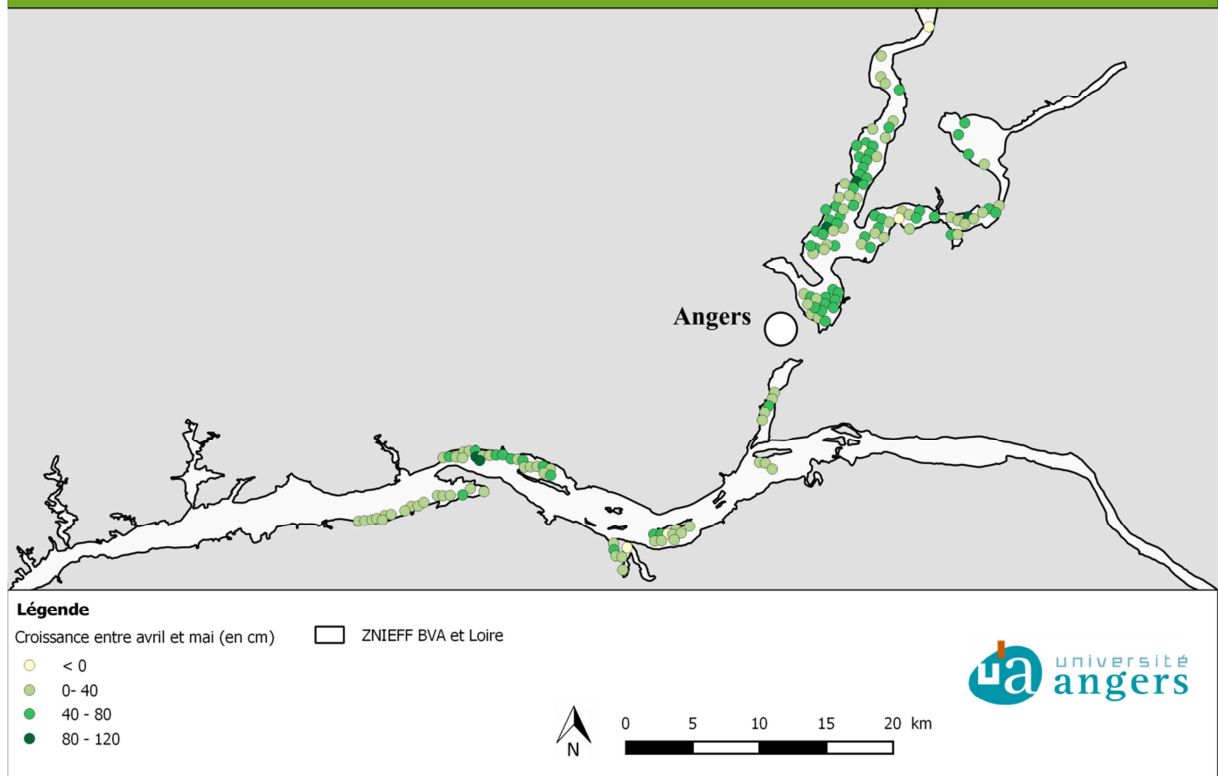 Angers
Légende
Croissance entre avril et mai (en cm)
ZNIEFF BVA et Loire
< 0
0- 40
40 - 80
80 - 120
N
0 5 10 15 20 km
ua université
angers